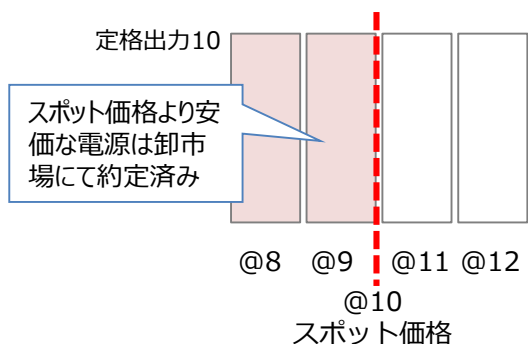 定格出力10
スポット価格より安
価な電源は卸市
場にて約定済み
@8 @9 @11 @12
@10
スポット価格